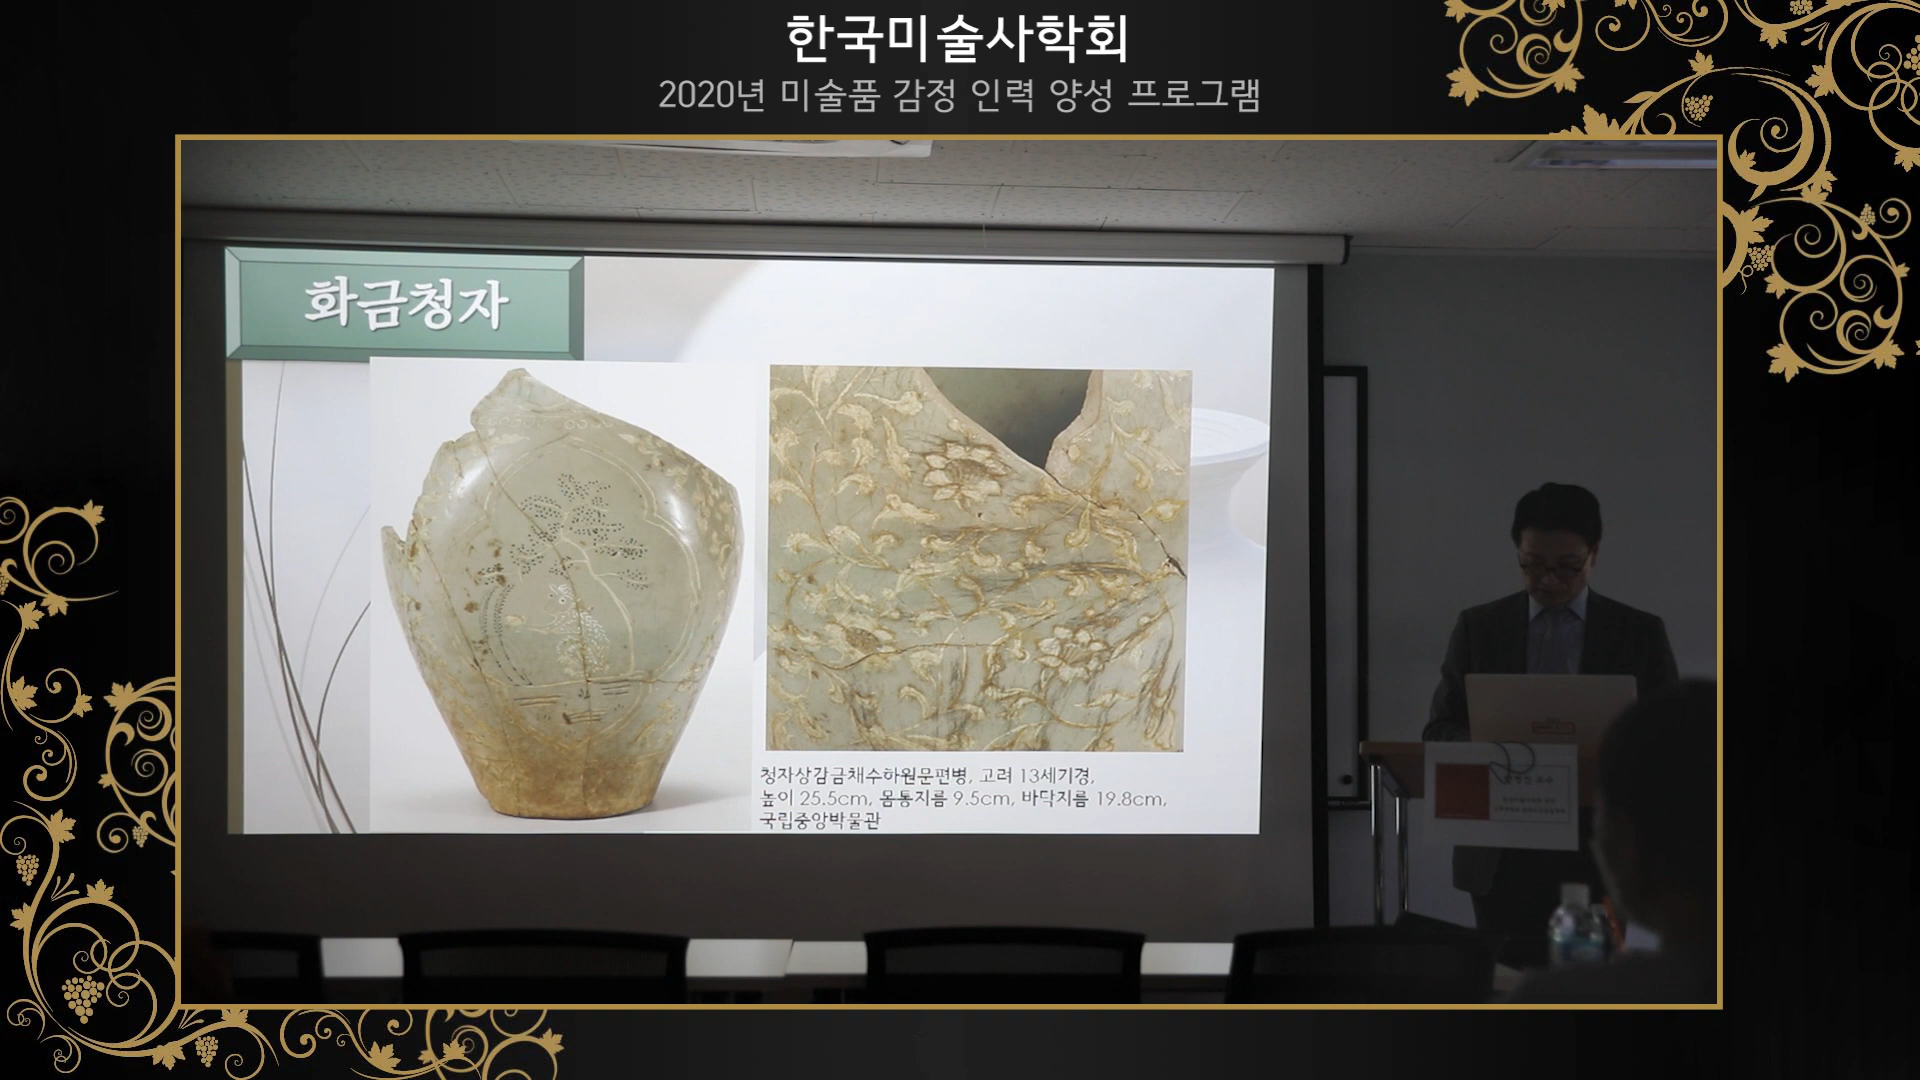 한국미술사학회
2020년 미술품 감정 인력 양성 프로그램
화금청자
청자상감금채수하원문편병, 고려 13세기경,
높이 25.5cm, 몸통지름 9.5cm, 바닥지름 19.8cm,
국립중앙박물관
교수